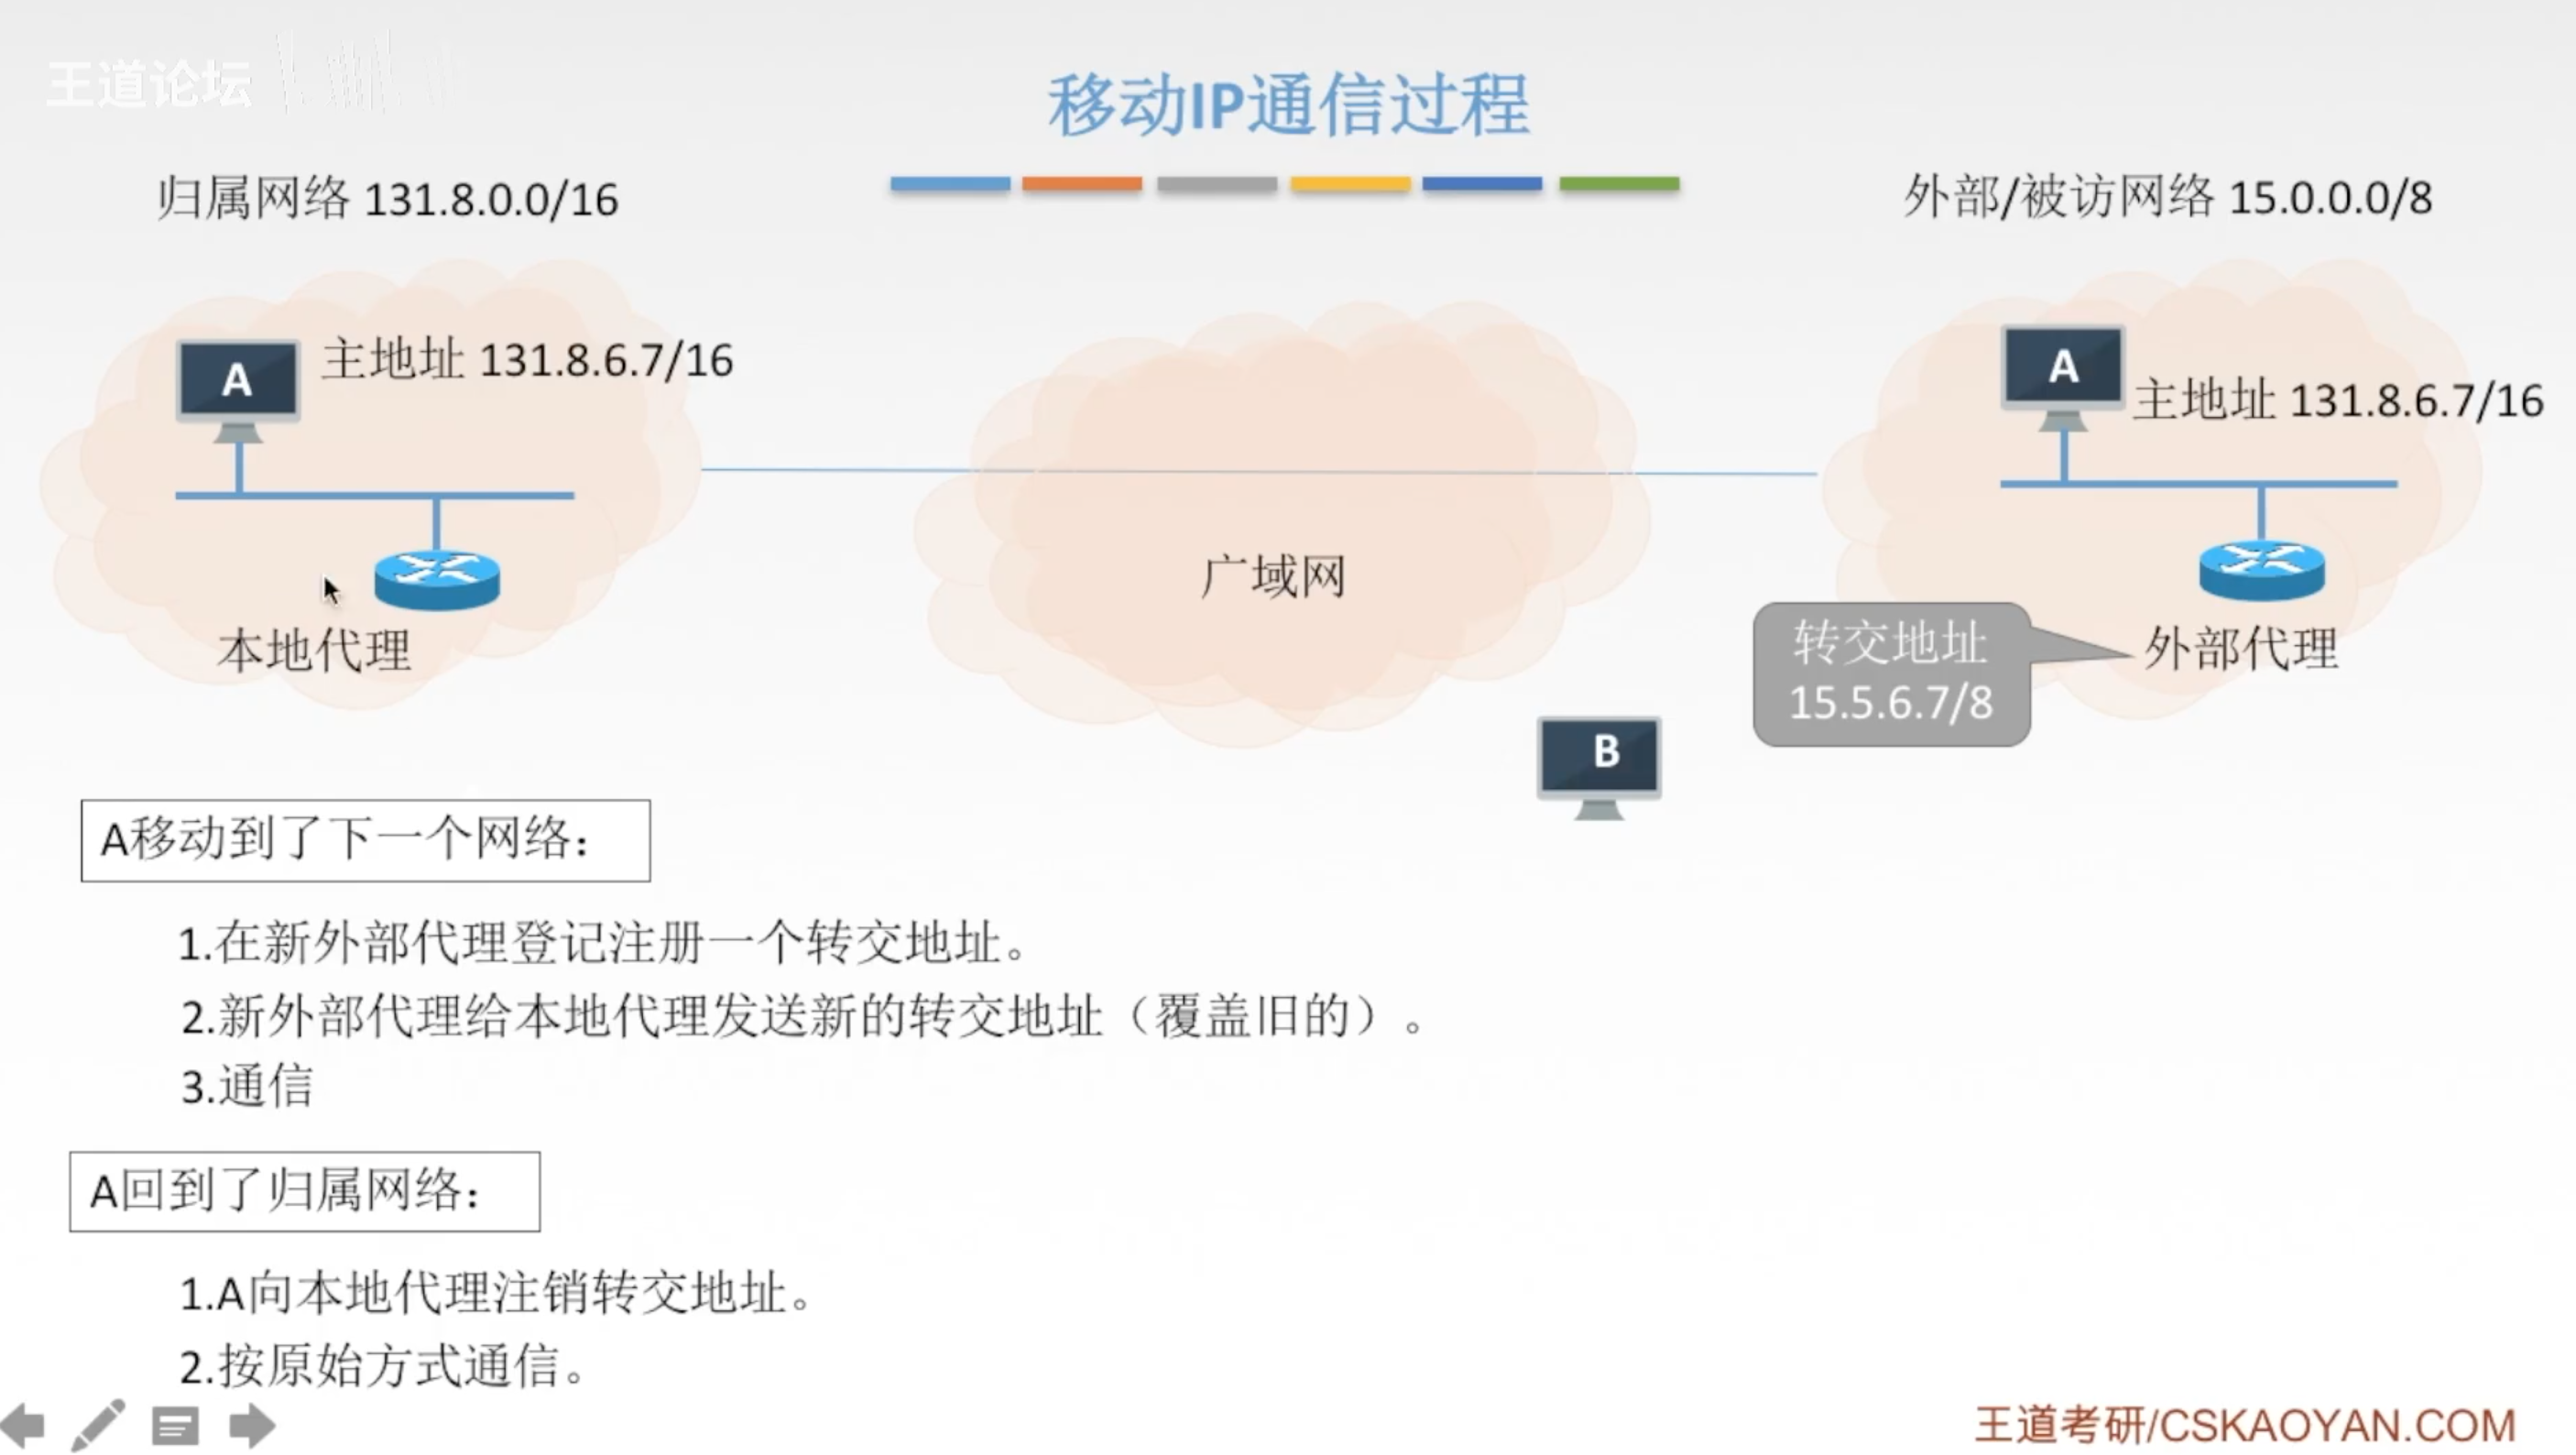 王道论坛
移动IP通信过程
归属网络 131.8.0.0/16
外部/被访网络 15.0.0.0/8
A
主地址 131.8.6.7/16
A
主地址 131.8.6.7/16
广域网
本地代理
转交地址
15.5.6.7/8
外部代理
B
A移动到了下一个网络：
1.在新外部代理登记注册一个转交地址。
2.新外部代理给本地代理发送新的转交地址（覆盖旧的）。
3.通信
A回到了归属网络：
1.A向本地代理注销转交地址。
2.按原始方式通信。
王道考研/CSKAOYAN.COM